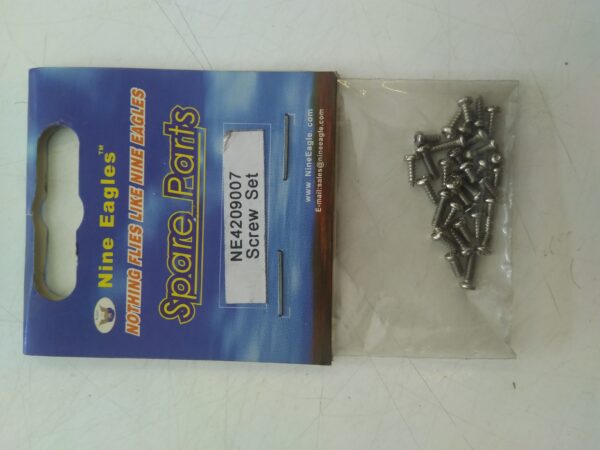 Nine Eagles™
NOTHING FLIES LIKE NINE EAGLES
Spare Parts
NE4209007
Screw Set
www.NineEagle.com
E-mail:sales@nineeagle.com